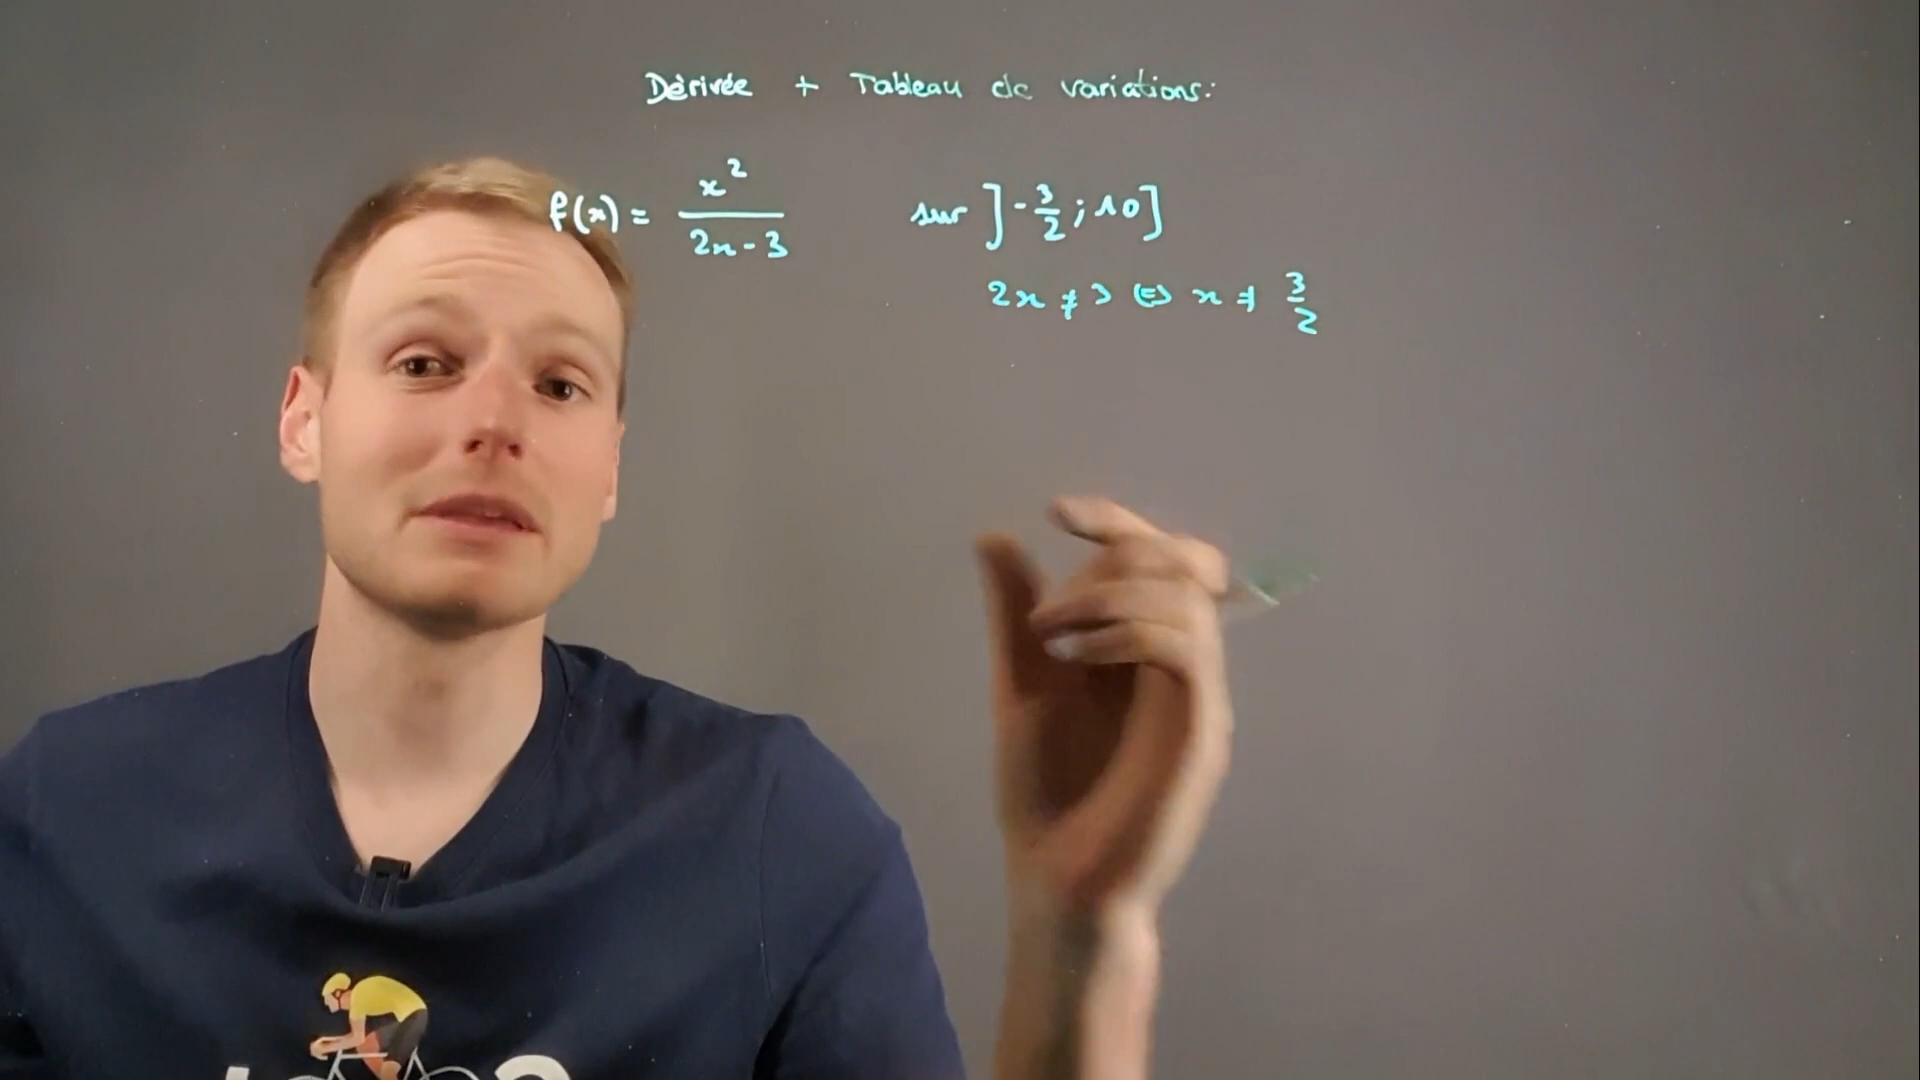 Dérivée + Tableau de variations:
f(x) = x² / 2x - 3 sur ]-3/2 ; 10]
2x ≠ 3 ⇔ x ≠ 3/2